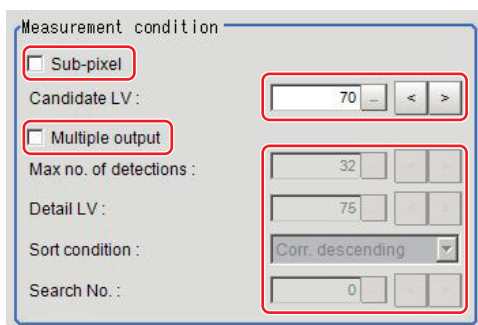 Measurement condition
Sub-pixel
Candidate LV : 70 ... < >
Multiple output
Max no. of detections : 32 ... < >
Detail LV : 75 ... < >
Sort condition : Corr. descending
Search No. : 0 ... < >